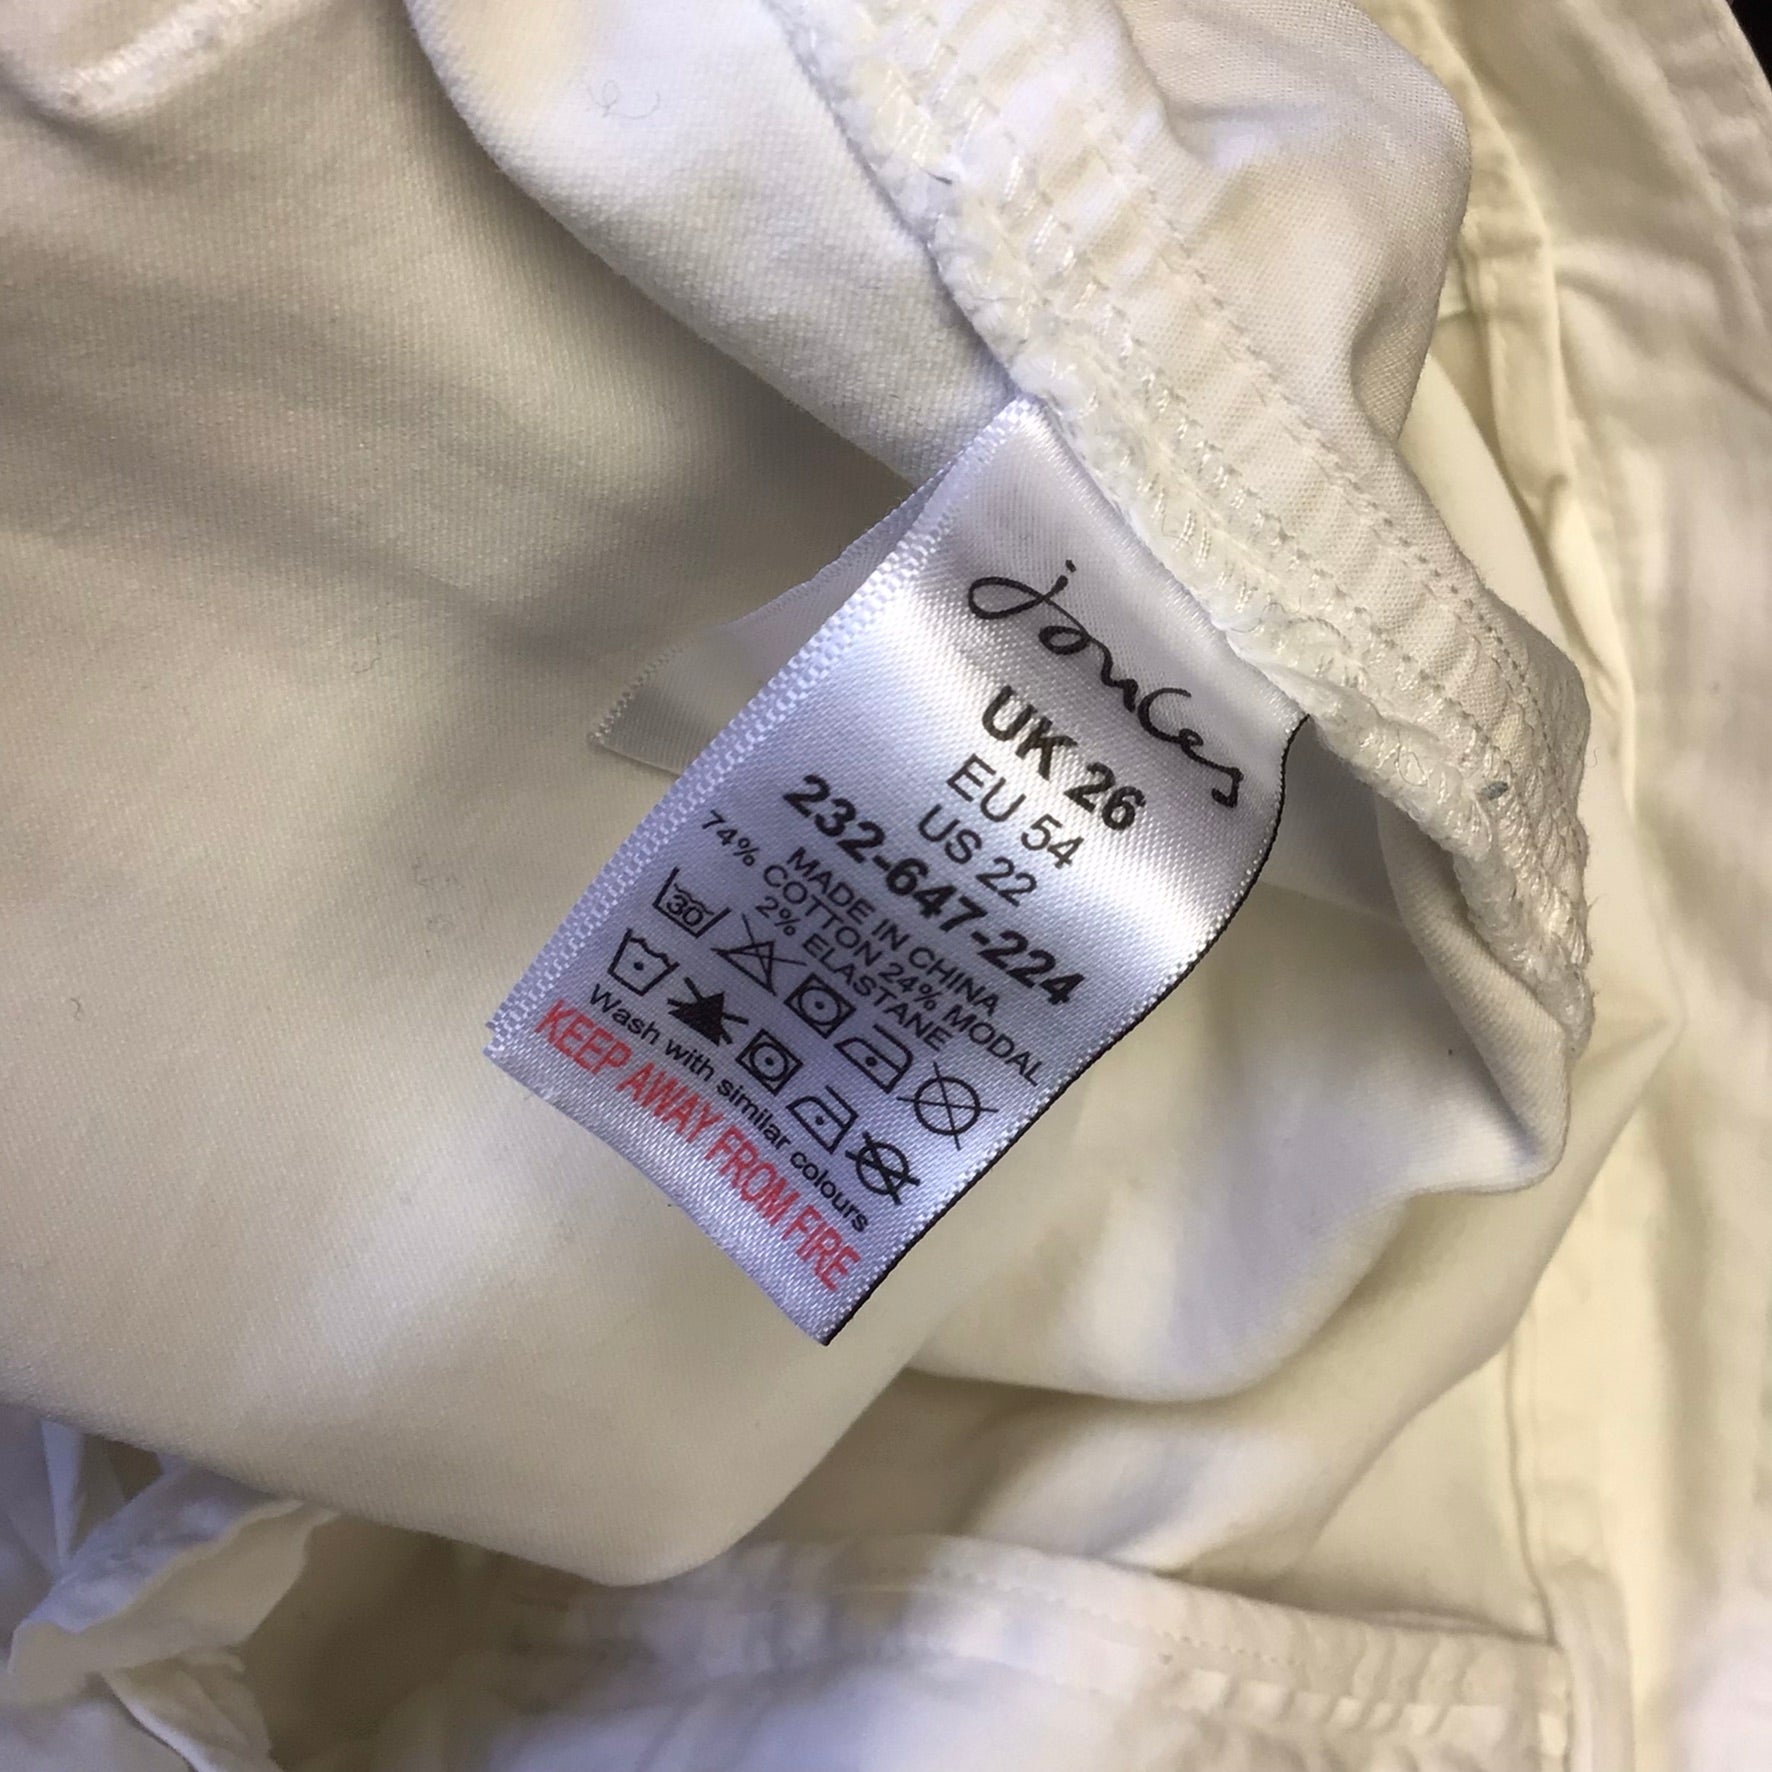 jonces
UK 26
EU 54
US 22
232-647-224
MADE IN CHINA
74% COTTON 24% MODAL
2% ELASTANE
30
Wash with similar colours
KEEP AWAY FROM FIRE